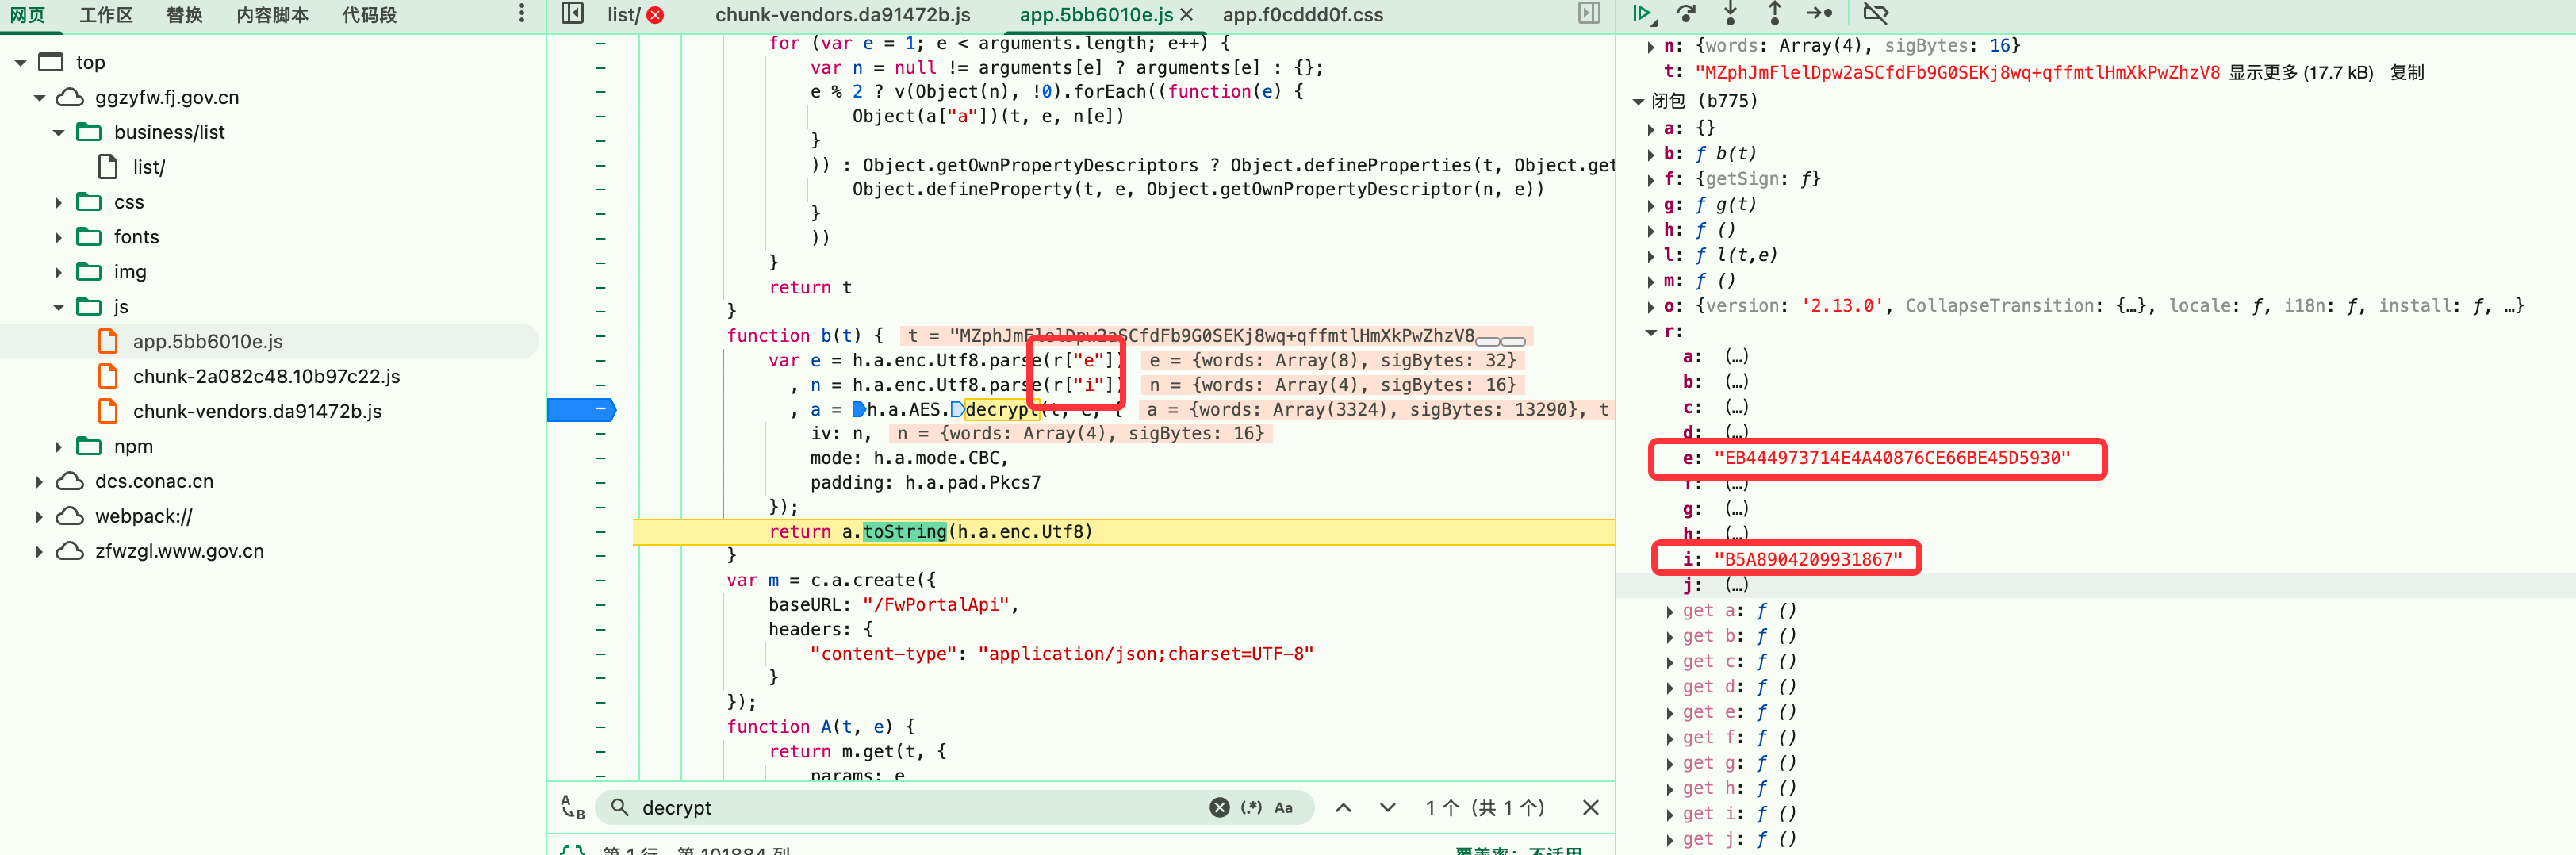 网页 工作区 替换 内容脚本 代码段
top
ggzyfw.fj.gov.cn
business/list
list/
css
fonts
img
js
app.5bb6010e.js
chunk-2a082c48.10b97c22.js
chunk-vendors.da91472b.js
npm
dcs.conac.cn
webpack://
zfwzgl.www.gov.cn
list/ chunk-vendors.da91472b.js app.5bb6010e.js app.f0cddd0f.css
for (var e = 1; e < arguments.length; e++) {
var n = null != arguments[e] ? arguments[e] : {};
e % 2 ? v(Object(n), !0).forEach((function(e) {
Object(a["a"])(t, e, n[e])
}
)) : Object.getOwnPropertyDescriptors ? Object.defineProperties(t, Object.get
Object.defineProperty(t, e, Object.getOwnPropertyDescriptor(n, e))
}
))
}
return t
}
function b(t) { t = "MZphJmFlelDpw2aSCfdFb9G0SEKj8wq+qffmtlHmXkPwZhzV8
var e = h.a.enc.Utf8.parse(r["e"]) e = {words: Array(8), sigBytes: 32}
, n = h.a.enc.Utf8.parse(r["i"]) n = {words: Array(4), sigBytes: 16}
, a = h.a.AES.decrypt(t, e, { a = {words: Array(3324), sigBytes: 13290}, t
iv: n, n = {words: Array(4), sigBytes: 16}
mode: h.a.mode.CBC,
padding: h.a.pad.Pkcs7
});
return a.toString(h.a.enc.Utf8)
}
var m = c.a.create({
baseURL: "/FwPortalApi",
headers: {
"content-type": "application/json;charset=UTF-8"
}
});
function A(t, e) {
return m.get(t, {
params: e
decrypt (.*) Aa 1 个 (共 1 个)
{} 第 1 行，第 101884 列 覆盖率：不适用
n: {words: Array(4), sigBytes: 16}
t: "MZphJmFlelDpw2aSCfdFb9G0SEKj8wq+qffmtlHmXkPwZhzV8 显示更多 (17.7 kB) 复制
闭包 (b775)
a: {}
b: ƒ b(t)
f: {getSign: ƒ}
g: ƒ g(t)
h: ƒ ()
l: ƒ l(t,e)
m: ƒ ()
o: {version: '2.13.0', CollapseTransition: {…}, locale: ƒ, i18n: ƒ, install: ƒ, …}
r:
a: (…)
b: (…)
c: (…)
d: (…)
e: "EB444973714E4A40876CE66BE45D5930"
f: (…)
g: (…)
h: (…)
i: "B5A8904209931867"
j: (…)
get a: ƒ ()
get b: ƒ ()
get c: ƒ ()
get d: ƒ ()
get e: ƒ ()
get f: ƒ ()
get g: ƒ ()
get h: ƒ ()
get i: ƒ ()
get j: ƒ ()